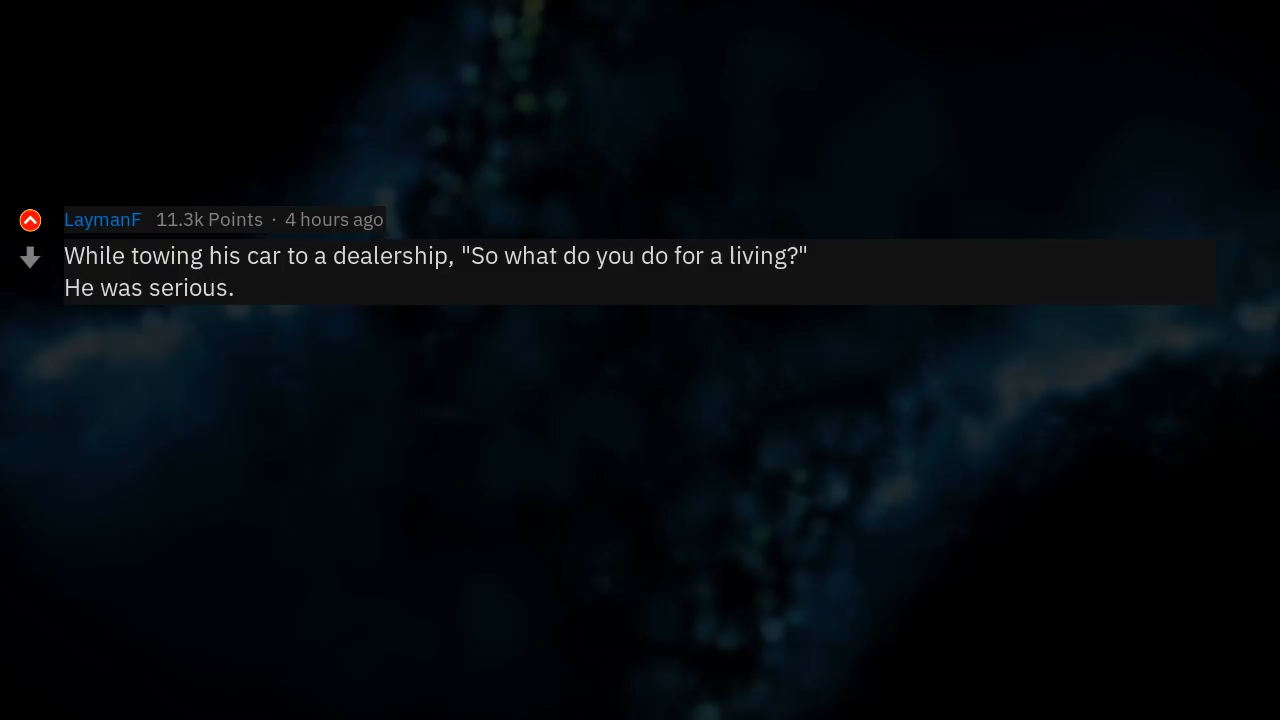 LaymanF 11.3k Points · 4 hours ago
While towing his car to a dealership, "So what do you do for a living?"
He was serious.